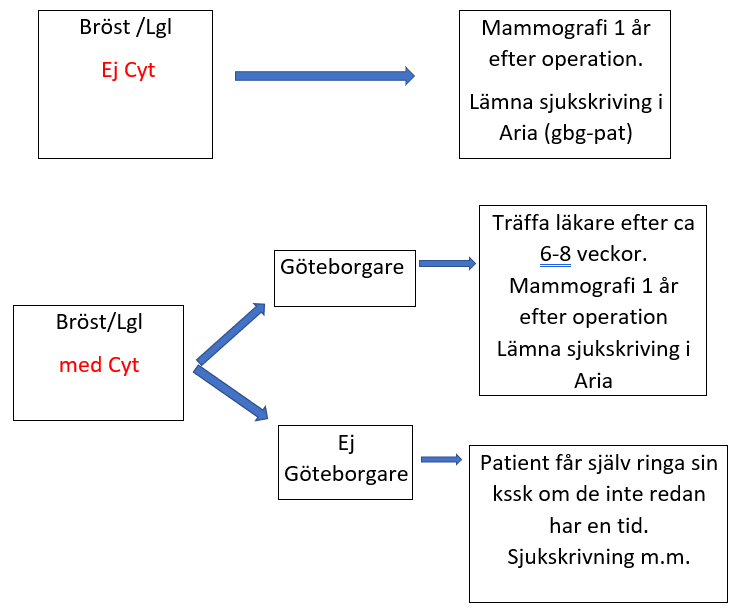 Bröst /Lgl
Ej Cyt
Mammografi 1 år
efter operation.
Lämna sjukskriving i
Aria (gbg-pat)
Bröst/Lgl
med Cyt
Göteborgare
Träffa läkare efter ca
6-8 veckor.
Mammografi 1 år
efter operation
Lämna sjukskriving i
Aria
Ej
Göteborgare
Patient får själv ringa sin
kssk om de inte redan
har en tid.
Sjukskrivning m.m.